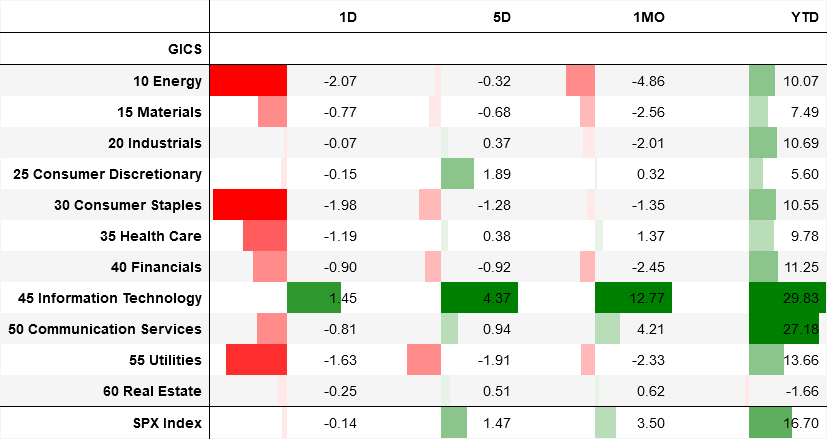 1D 5D 1MO YTD
GICS
10 Energy -2.07 -0.32 -4.86 10.07
15 Materials -0.77 -0.68 -2.56 7.49
20 Industrials -0.07 0.37 -2.01 10.69
25 Consumer Discretionary -0.15 1.89 0.32 5.60
30 Consumer Staples -1.98 -1.28 -1.35 10.55
35 Health Care -1.19 0.38 1.37 9.78
40 Financials -0.90 -0.92 -2.45 11.25
45 Information Technology 1.45 4.37 12.77 29.83
50 Communication Services -0.81 0.94 4.21 27.18
55 Utilities -1.63 -1.91 -2.33 13.66
60 Real Estate -0.25 0.51 0.62 -1.66
SPX Index -0.14 1.47 3.50 16.70